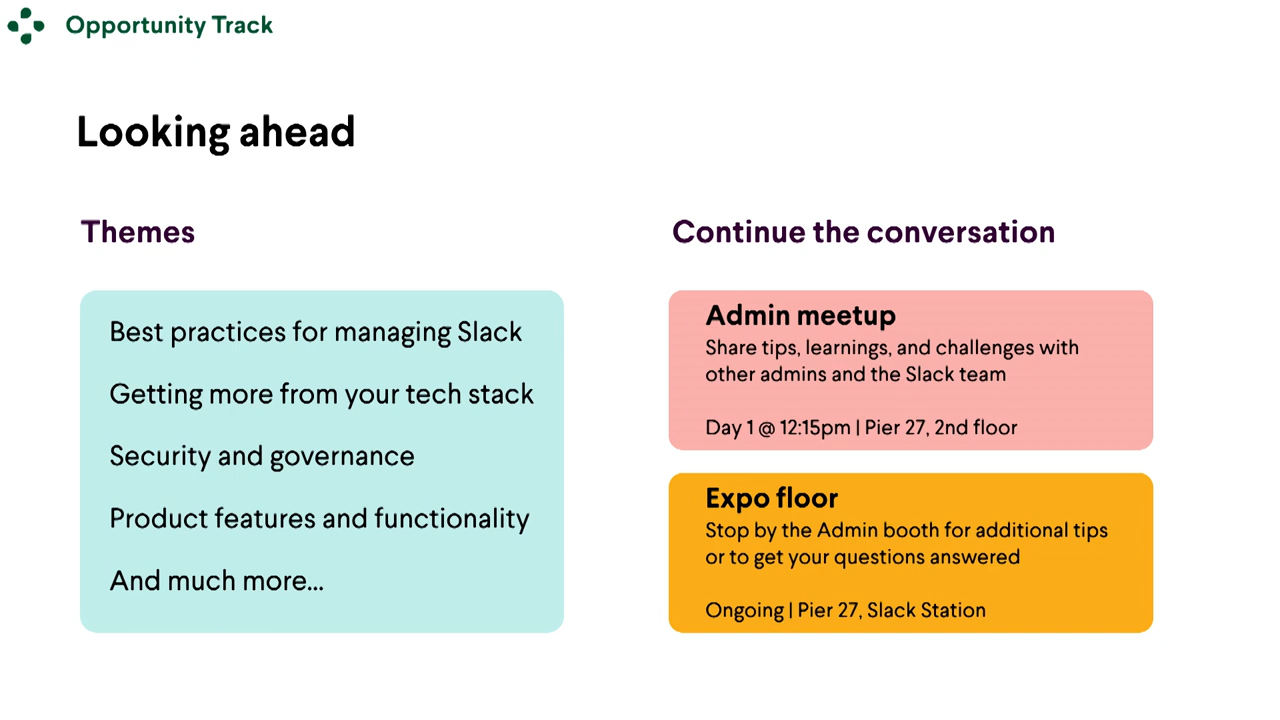 Opportunity Track
Looking ahead
Themes
Best practices for managing Slack
Getting more from your tech stack
Security and governance
Product features and functionality
And much more...
Continue the conversation
Admin meetup
Share tips, learnings, and challenges with
other admins and the Slack team
Day 1 @ 12:15pm | Pier 27, 2nd floor
Expo floor
Stop by the Admin booth for additional tips
or to get your questions answered
Ongoing | Pier 27, Slack Station